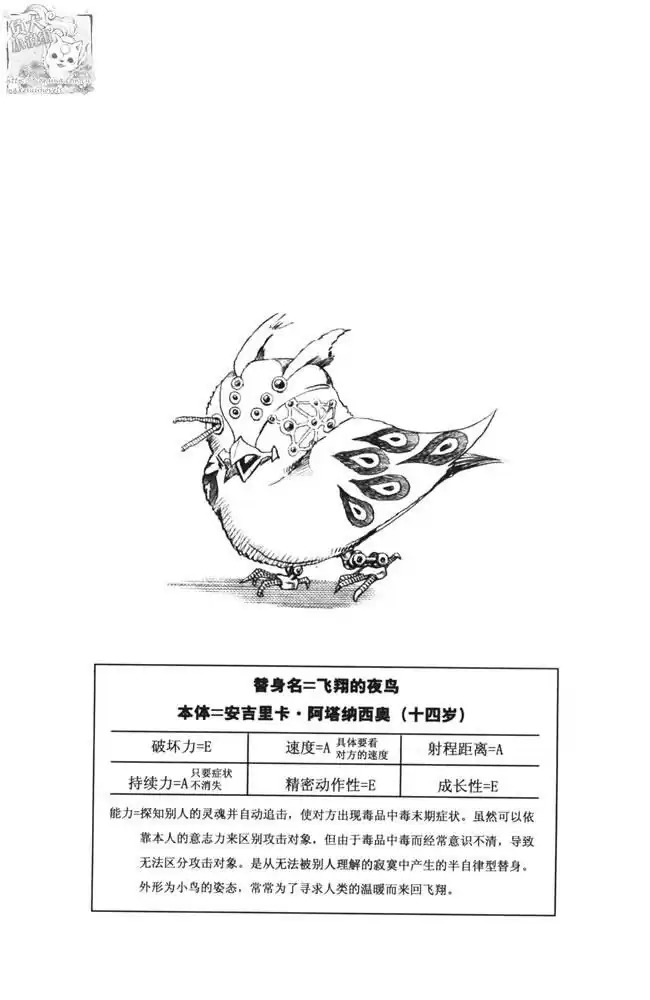 替身名=飞翔的夜鸟
本体=安吉里卡·阿塔纳西奥（十四岁）
破坏力=E
速度=A 具体要看对方的速度
射程距离=A
持续力=A 只要症状不消失
精密动作性=E
成长性=E
能力=探知别人的灵魂并自动追击，使对方出现毒品中毒末期症状。虽然可以依
靠本人的意志力来区别攻击对象，但由于毒品中毒而经常意识不清，导致
无法区分攻击对象。是从无法被别人理解的寂寞中产生的半自律型替身。
外形为小鸟的姿态，常常为了寻求人类的温暖而来回飞翔。